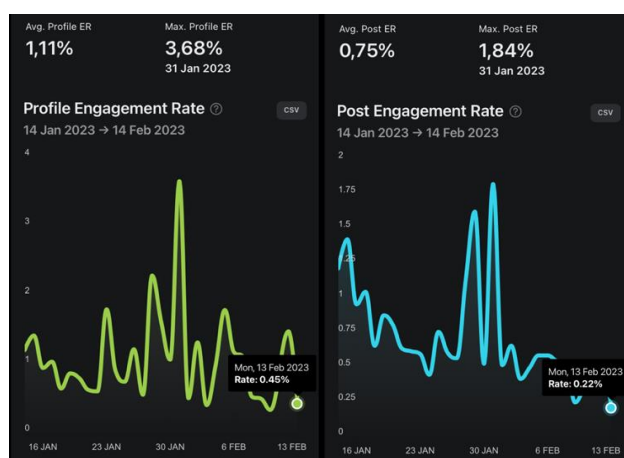 Avg. Profile ER
Max. Profile ER
1,11%
3,68%
31 Jan 2023
Profile Engagement Rate
CSV
14 Jan 2023 → 14 Feb 2023
4
3
2
1
0
Mon, 13 Feb 2023
Rate: 0.45%
16 JAN
23 JAN
30 JAN
6 FEB
13 FEB
Avg. Post ER
Max. Post ER
0,75%
1,84%
31 Jan 2023
Post Engagement Rate
CSV
14 Jan 2023 → 14 Feb 2023
2
1.75
1.5
1.25
1
0.75
0.5
0.25
0
Mon, 13 Feb 2023
Rate: 0.22%
16 JAN
23 JAN
30 JAN
6 FEB
13 FEB